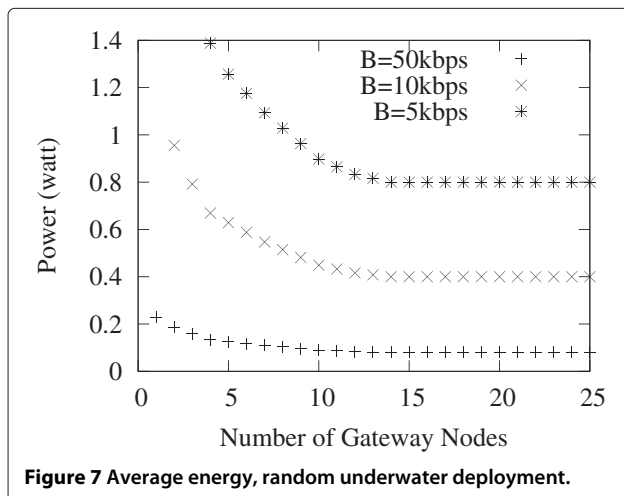 1.4
1.2
1
0.8
0.6
0.4
0.2
0
Power (watt)
B=50kbps
B=10kbps
B=5kbps
0 5 10 15 20 25
Number of Gateway Nodes
Figure 7 Average energy, random underwater deployment.